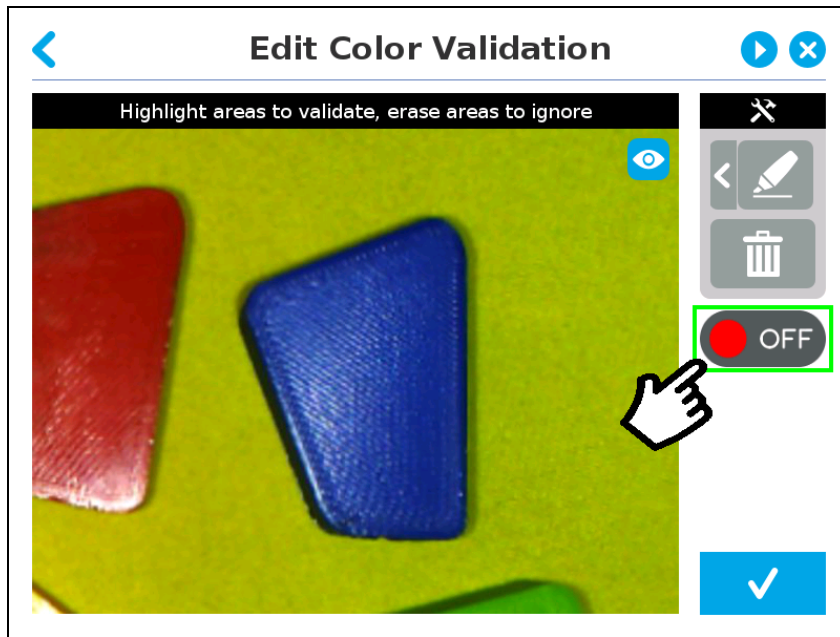 Edit Color Validation
Highlight areas to validate, erase areas to ignore
OFF